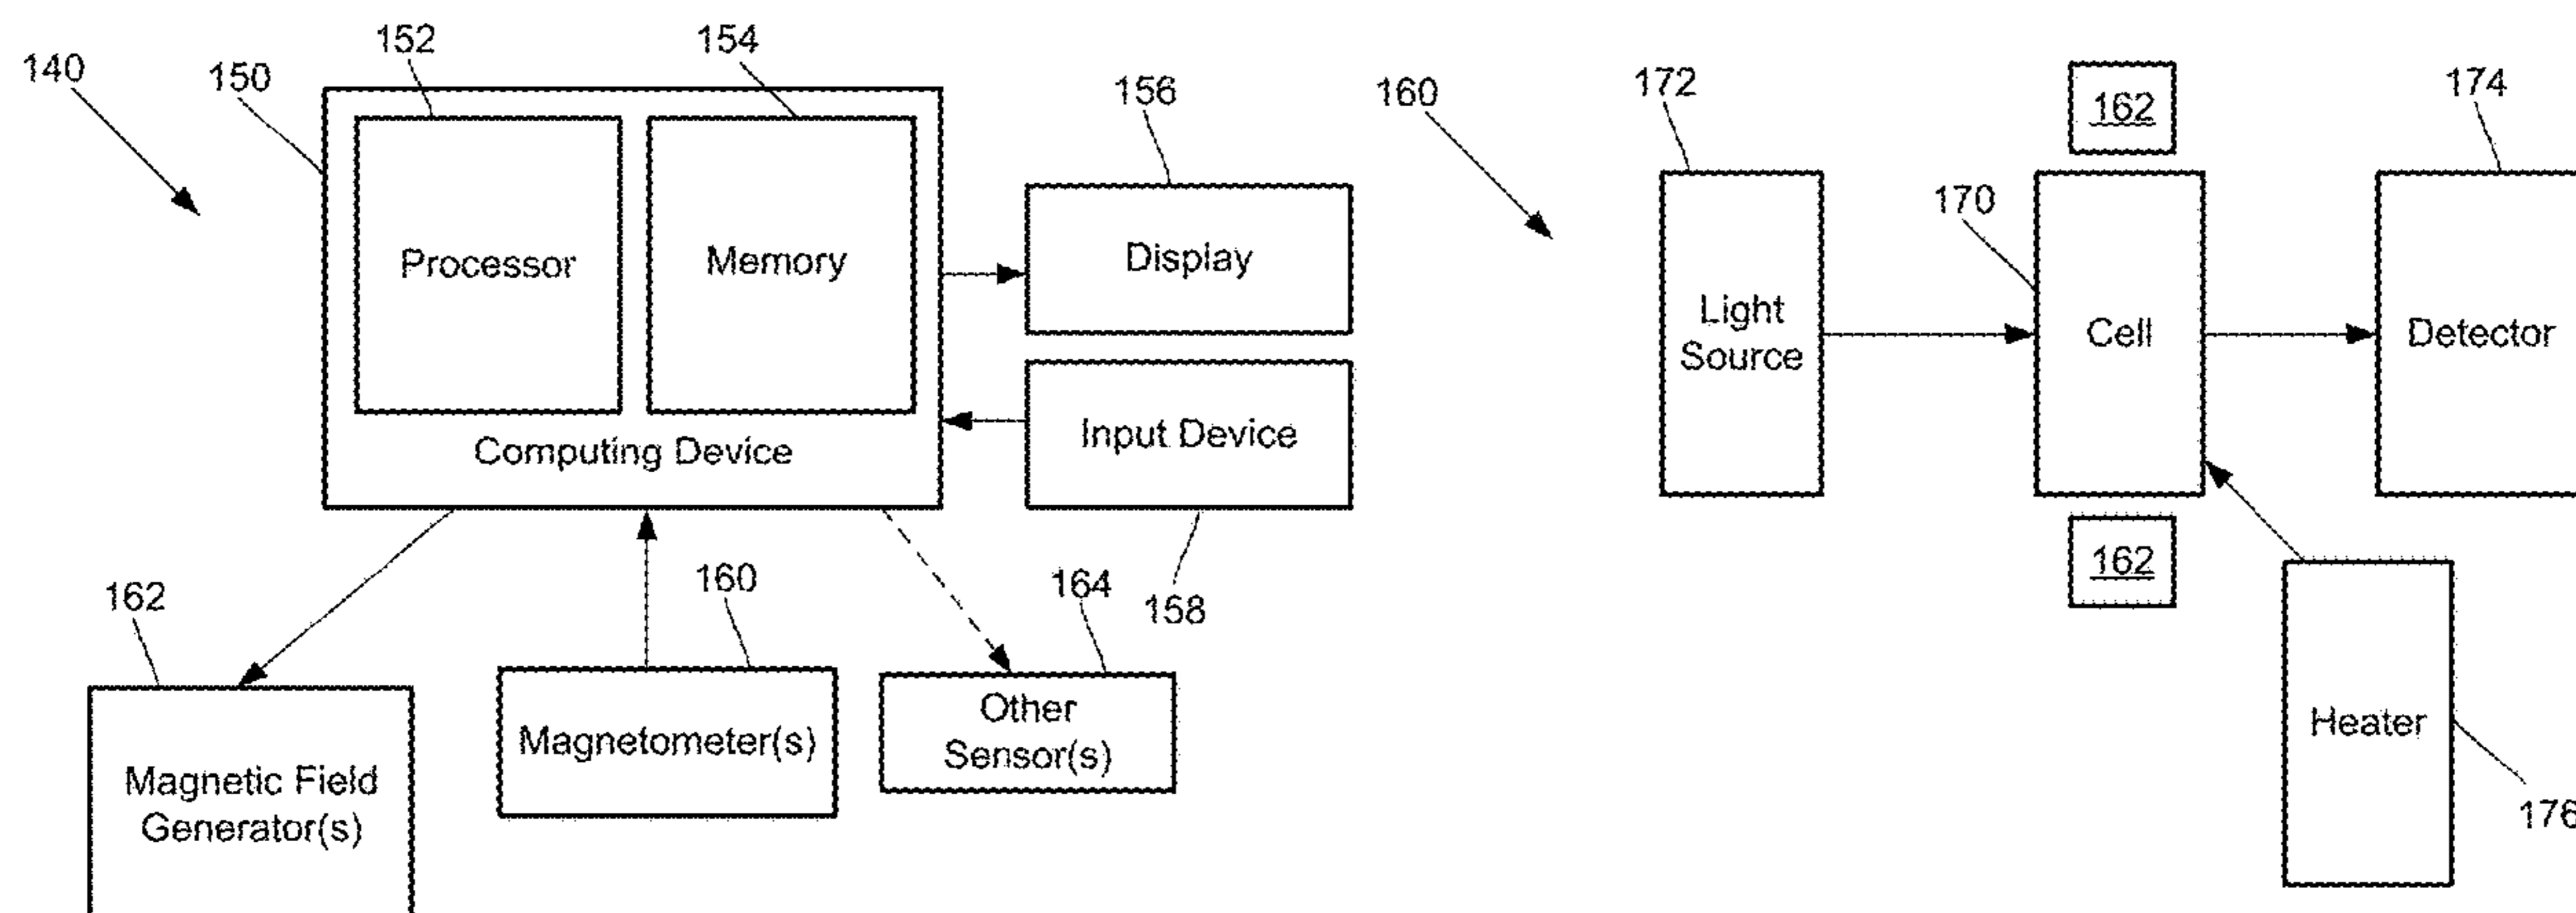 140
150
152
154
Processor
Memory
Computing Device
156
Display
Input Device
158
162
Magnetic Field
Generator(s)
160
Magnetometer(s)
164
Other
Sensor(s)
160
172
Light
Source
162
170
Cell
162
174
Detector
Heater
176